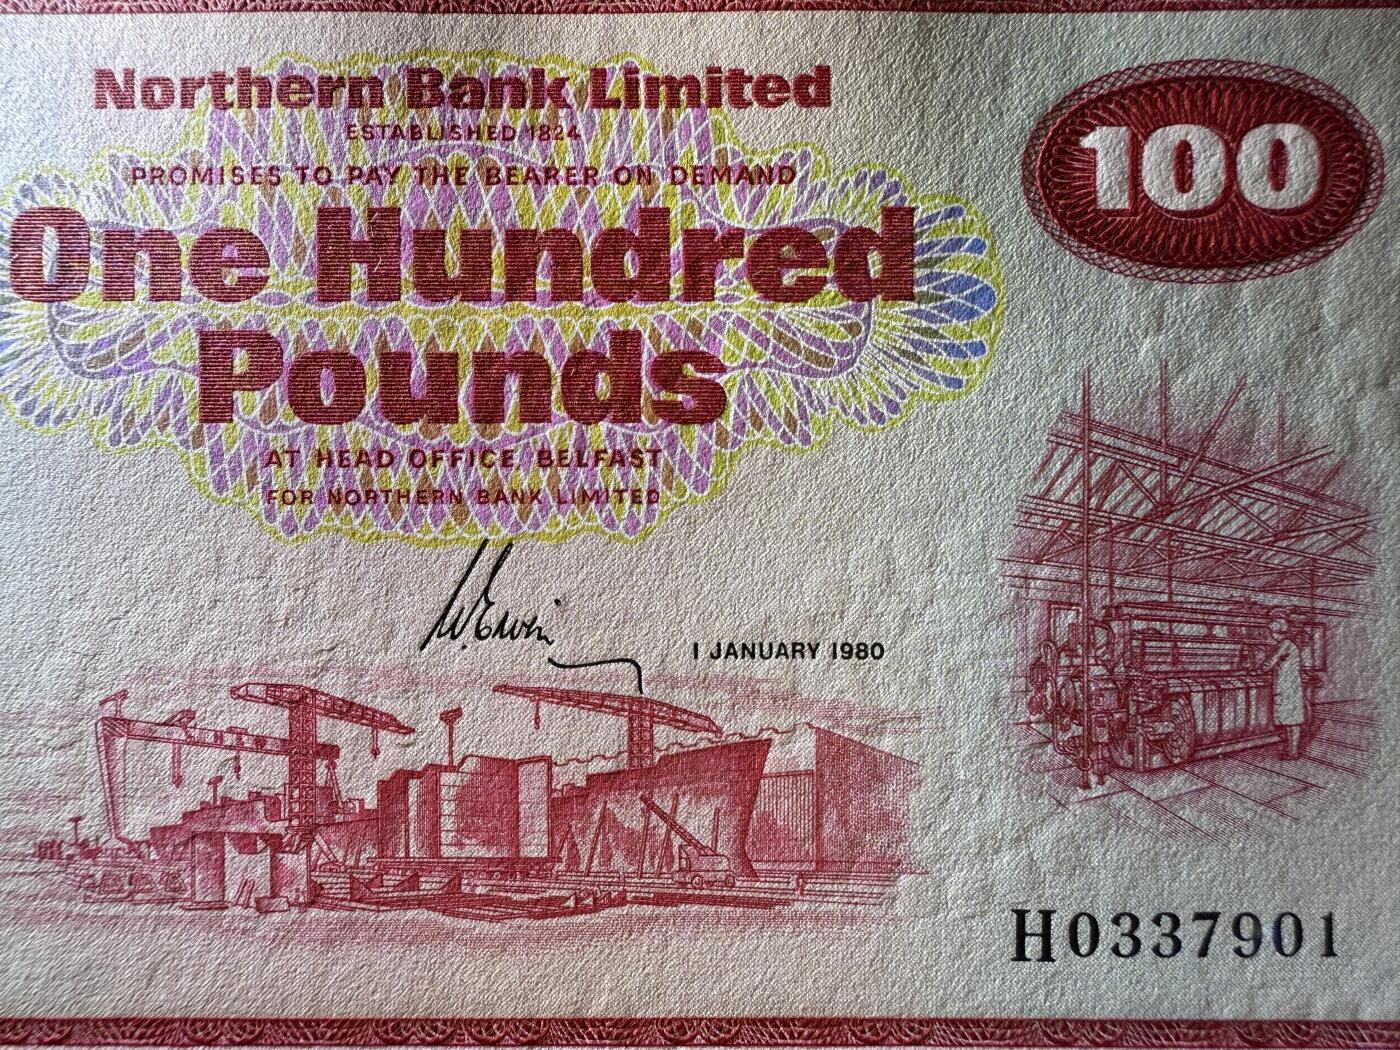 Northern Bank Limited
ESTABLISHED 1824
PROMISES TO PAY THE BEARER ON DEMAND
One Hundred
Pounds
AT HEAD OFFICE, BELFAST
FOR NORTHERN BANK LIMITED
1 JANUARY 1980
100
H0337901